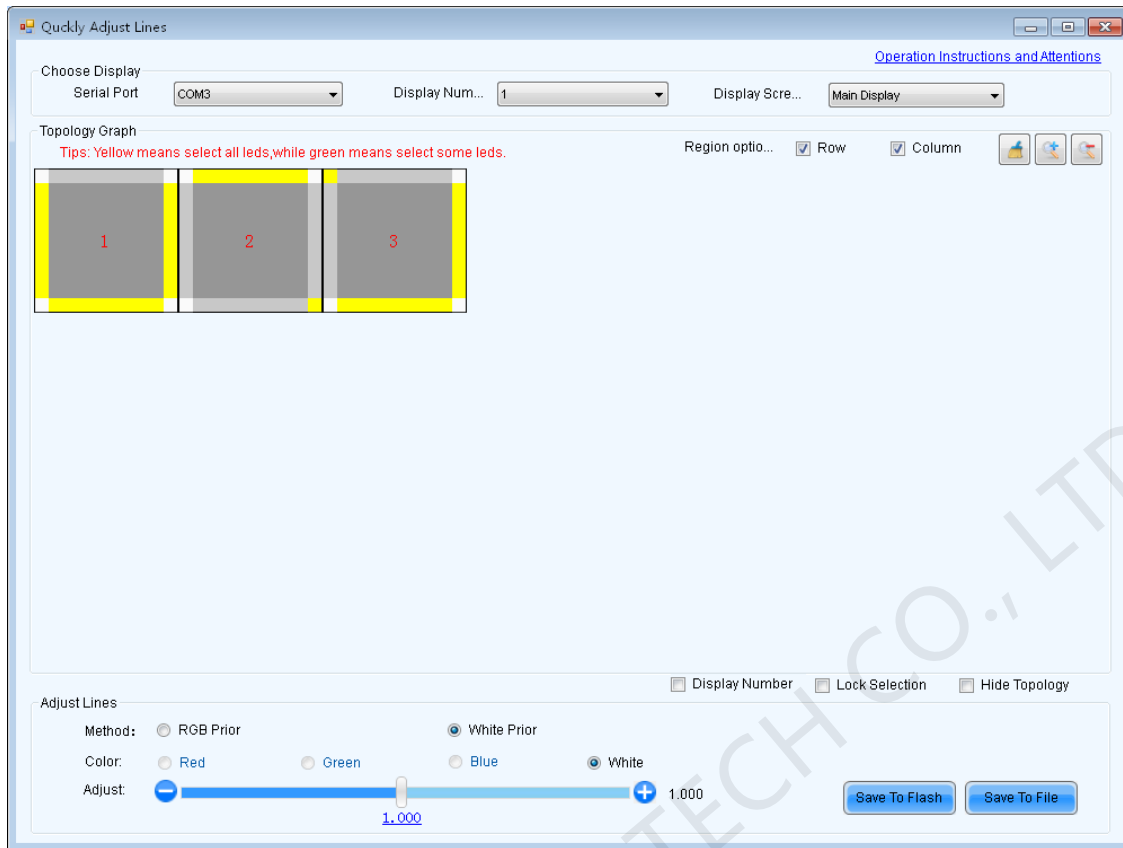 Quckly Adjust Lines
Operation Instructions and Attentions
Choose Display
Serial Port COM3 Display Num... 1 Display Scre... Main Display
Topology Graph
Tips: Yellow means select all leds,while green means select some leds.
Region optio... Row Column
1 2 3
Display Number Lock Selection Hide Topology
Adjust Lines
Method: RGB Prior White Prior
Color: Red Green Blue White
Adjust: 1.000
1.000
Save To Flash Save To File
TECH CO., LTD